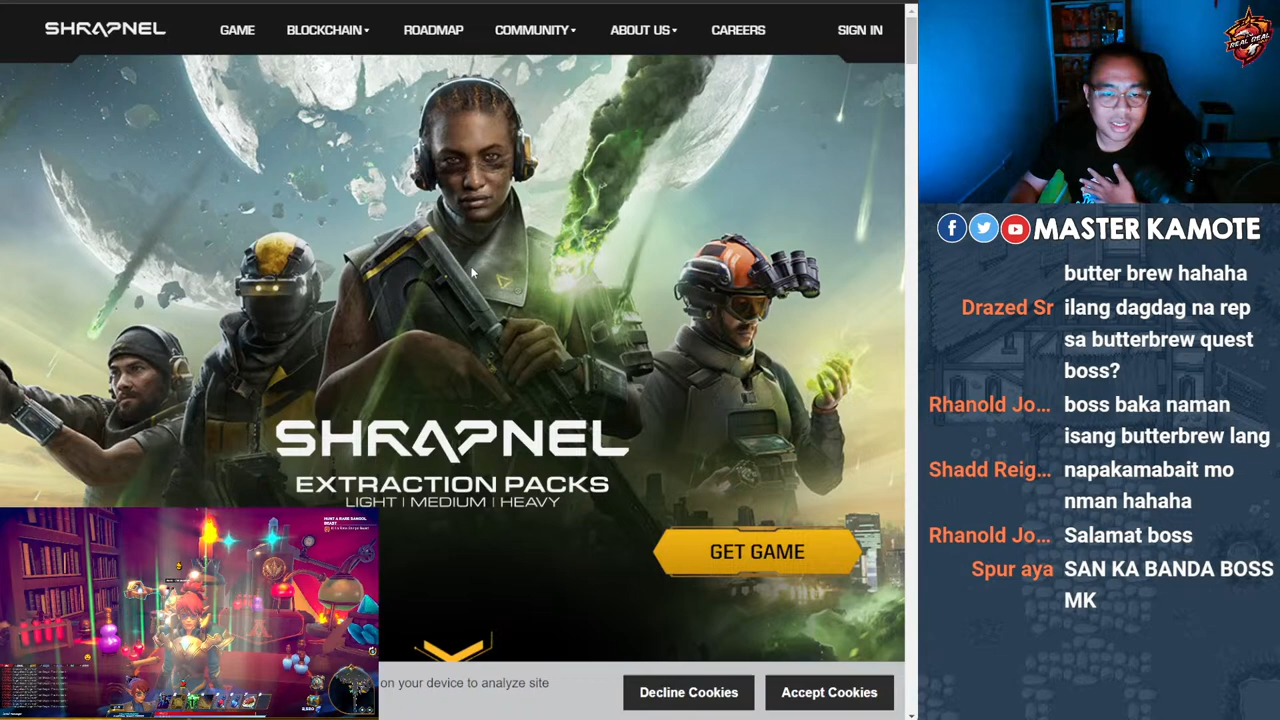 SHRAPNEL
GAME
BLOCKCHAIN
ROADMAP
COMMUNITY
ABOUT US
CAREERS
SIGN IN
SHRAPNEL
EXTRACTION PACKS
LIGHT | MEDIUM | HEAVY
GET GAME
on your device to analyze site
Decline Cookies
Accept Cookies
REAL DEAL
MASTER KAMOTE
butter brew hahaha
Drazed Sr ilang dagdag na rep
sa butterbrew quest
boss?
Rhanold Jo... boss baka naman
isang butterbrew lang
Shadd Reig... napakamabait mo
nman hahaha
Rhanold Jo... Salamat boss
Spur aya SAN KA BANDA BOSS
MK